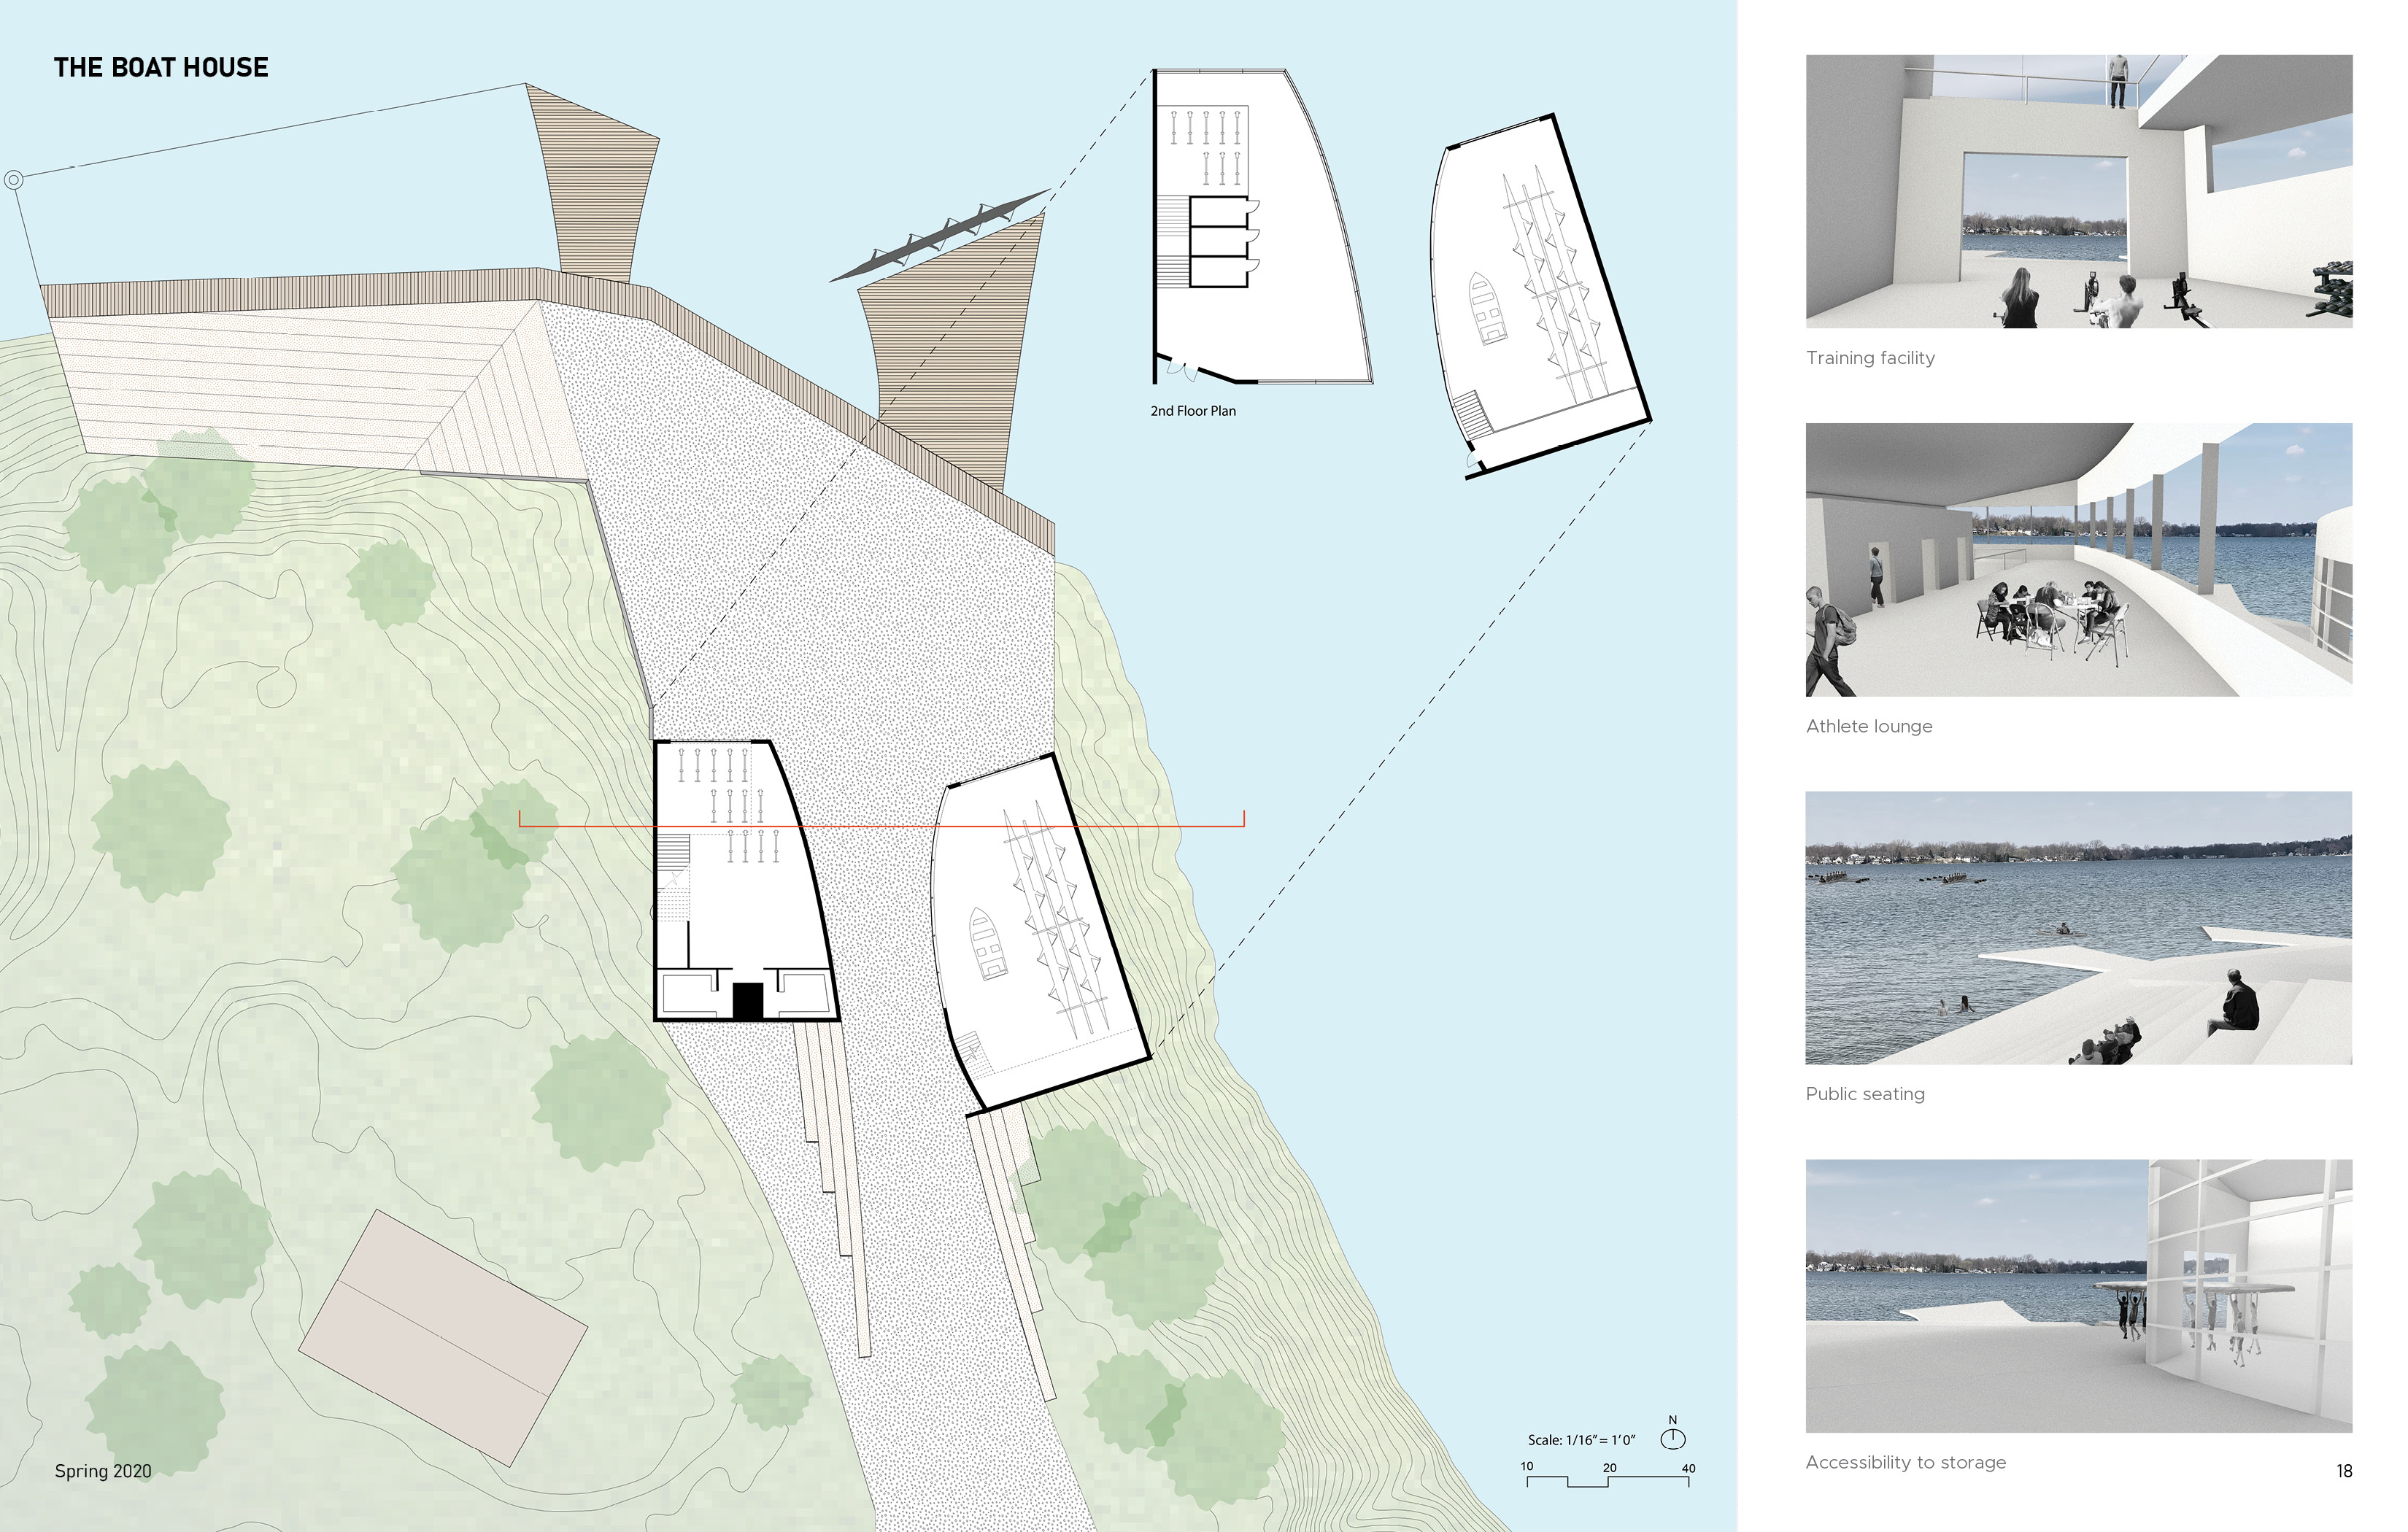 THE BOAT HOUSE
2nd Floor Plan
Training facility
Athlete lounge
Public seating
Accessibility to storage
N
Scale: 1/16"= 1'0"
10 20 40
Spring 2020
18